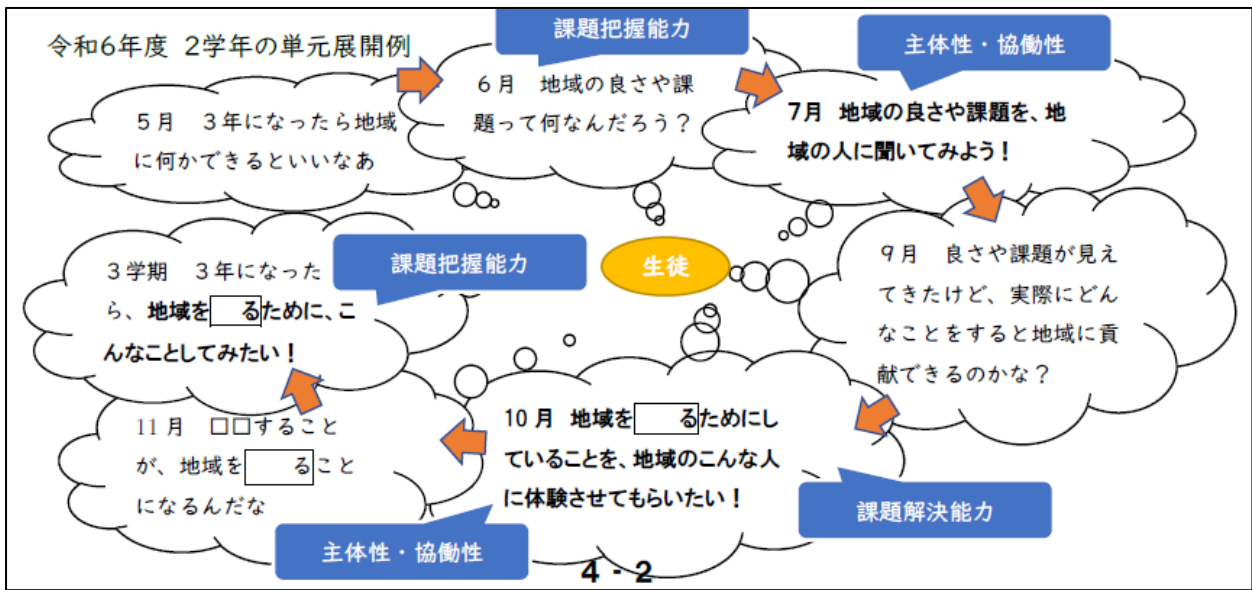 令和6年度 2学年の単元展開例
5月 3年になったら地域
に何かできるといいなあ
課題把握能力
6月 地域の良さや課
題って何なんだろう？
主体性・協働性
7月 地域の良さや課題を、地
域の人に聞いてみよう！
9月 良さや課題が見え
てきたけど、実際にどん
なことをすると地域に貢
献できるのかな？
生徒
課題解決能力
10月 地域を　るためにし
ていることを、地域のこんな人
に体験させてもらいたい！
主体性・協働性
11月 □□すること
が、地域を　ること
になるんだな
課題把握能力
3学期 3年になった
ら、地域を　るために、こ
んなことしてみたい！
4 - 2